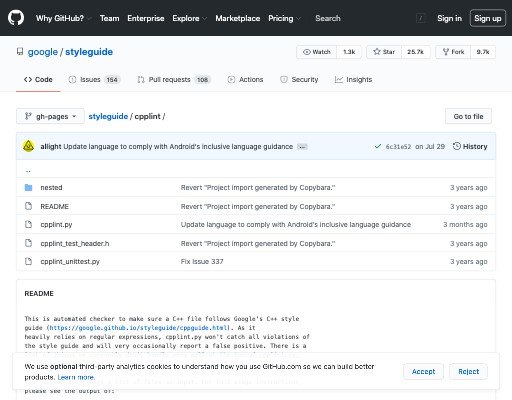 Why GitHub? Team Enterprise Explore Marketplace Pricing Search / Sign in Sign up
google / styleguide Watch 1.3k Star 25.7k Fork 9.7k
Code Issues 154 Pull requests 108 Actions Security Insights
gh-pages styleguide / cpplint / Go to file
allight Update language to comply with Android's inclusive language guidance ... 6c31e52 on Jul 29 History
..
nested Revert "Project import generated by Copybara." 3 years ago
README Revert "Project import generated by Copybara." 3 years ago
cpplint.py Update language to comply with Android's inclusive language guidance 3 months ago
cpplint_test_header.h Revert "Project import generated by Copybara." 3 years ago
cpplint_unittest.py Fix Issue 337 3 years ago
README
This is automated checker to make sure a C++ file follows Google's C++ style
guide (https://google.github.io/styleguide/cppguide.html). As it
heavily relies on regular expressions, cpplint.py won't catch all violations of
the style guide and will very occasionally report a false positive. There is a
We use optional third-party analytics cookies to understand how you use GitHub.com so we can build better
products. Learn more. Accept Reject
please see the output of: